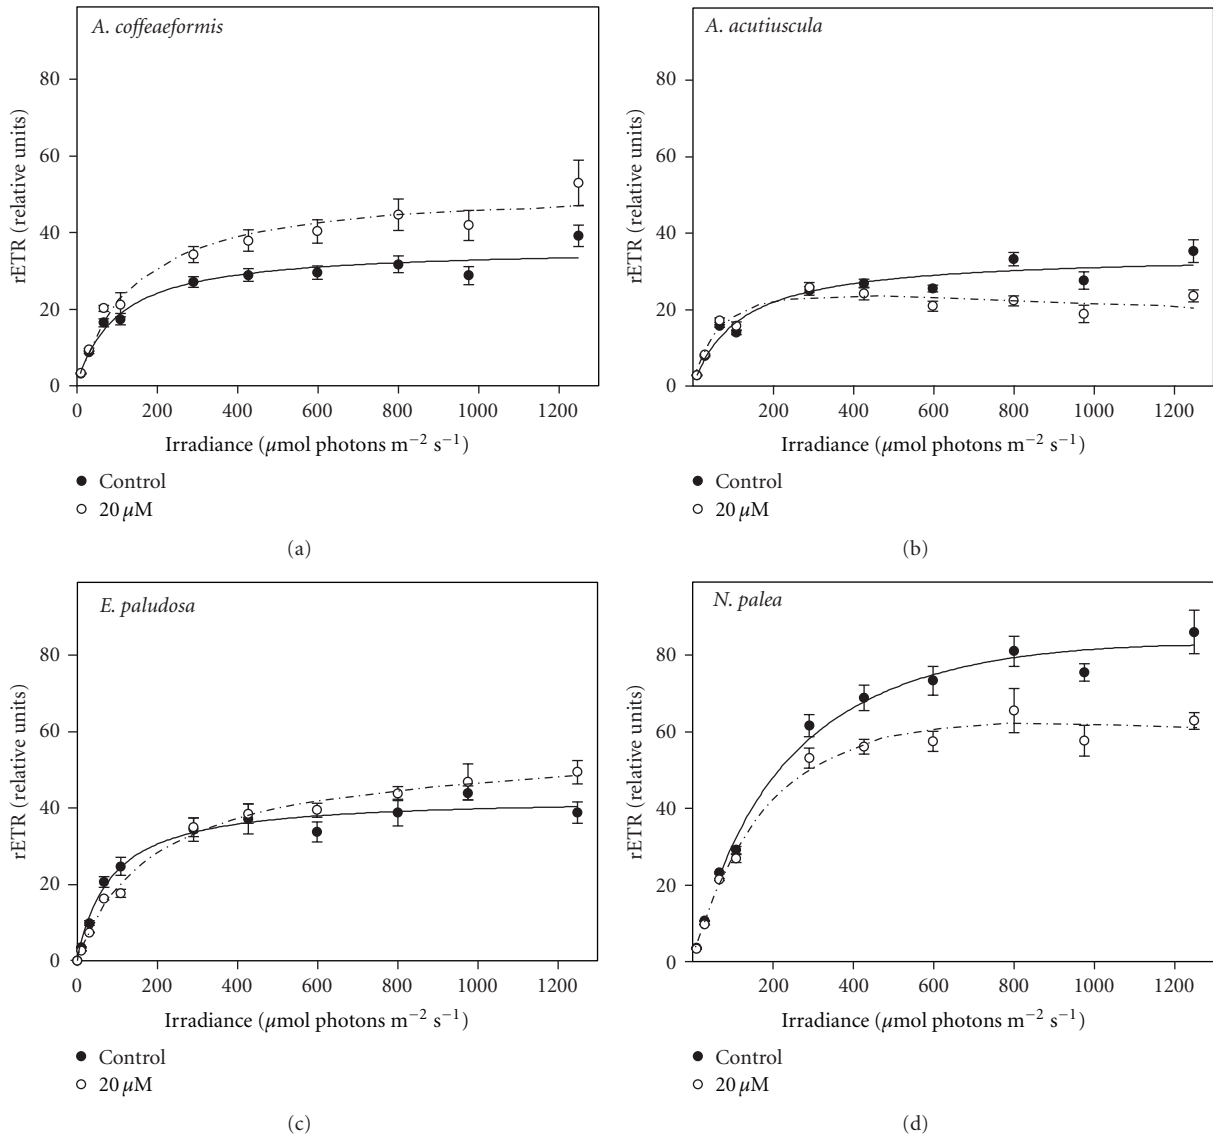 A. coffeaeformis
rETR (relative units)
80
60
40
20
0
0 200 400 600 800 1000 1200
Irradiance (μmol photons m⁻² s⁻¹)
Control
20 μM
(a)
A. acutiuscula
rETR (relative units)
80
60
40
20
0
200 400 600 800 1000 1200
Irradiance (μmol photons m⁻² s⁻¹)
Control
20 μM
(b)
E. paludosa
rETR (relative units)
80
60
40
20
0
0 200 400 600 800 1000 1200
Irradiance (μmol photons m⁻² s⁻¹)
Control
20 μM
(c)
N. palea
rETR (relative units)
80
60
40
20
0
200 400 600 800 1000 1200
Irradiance (μmol photons m⁻² s⁻¹)
Control
20 μM
(d)